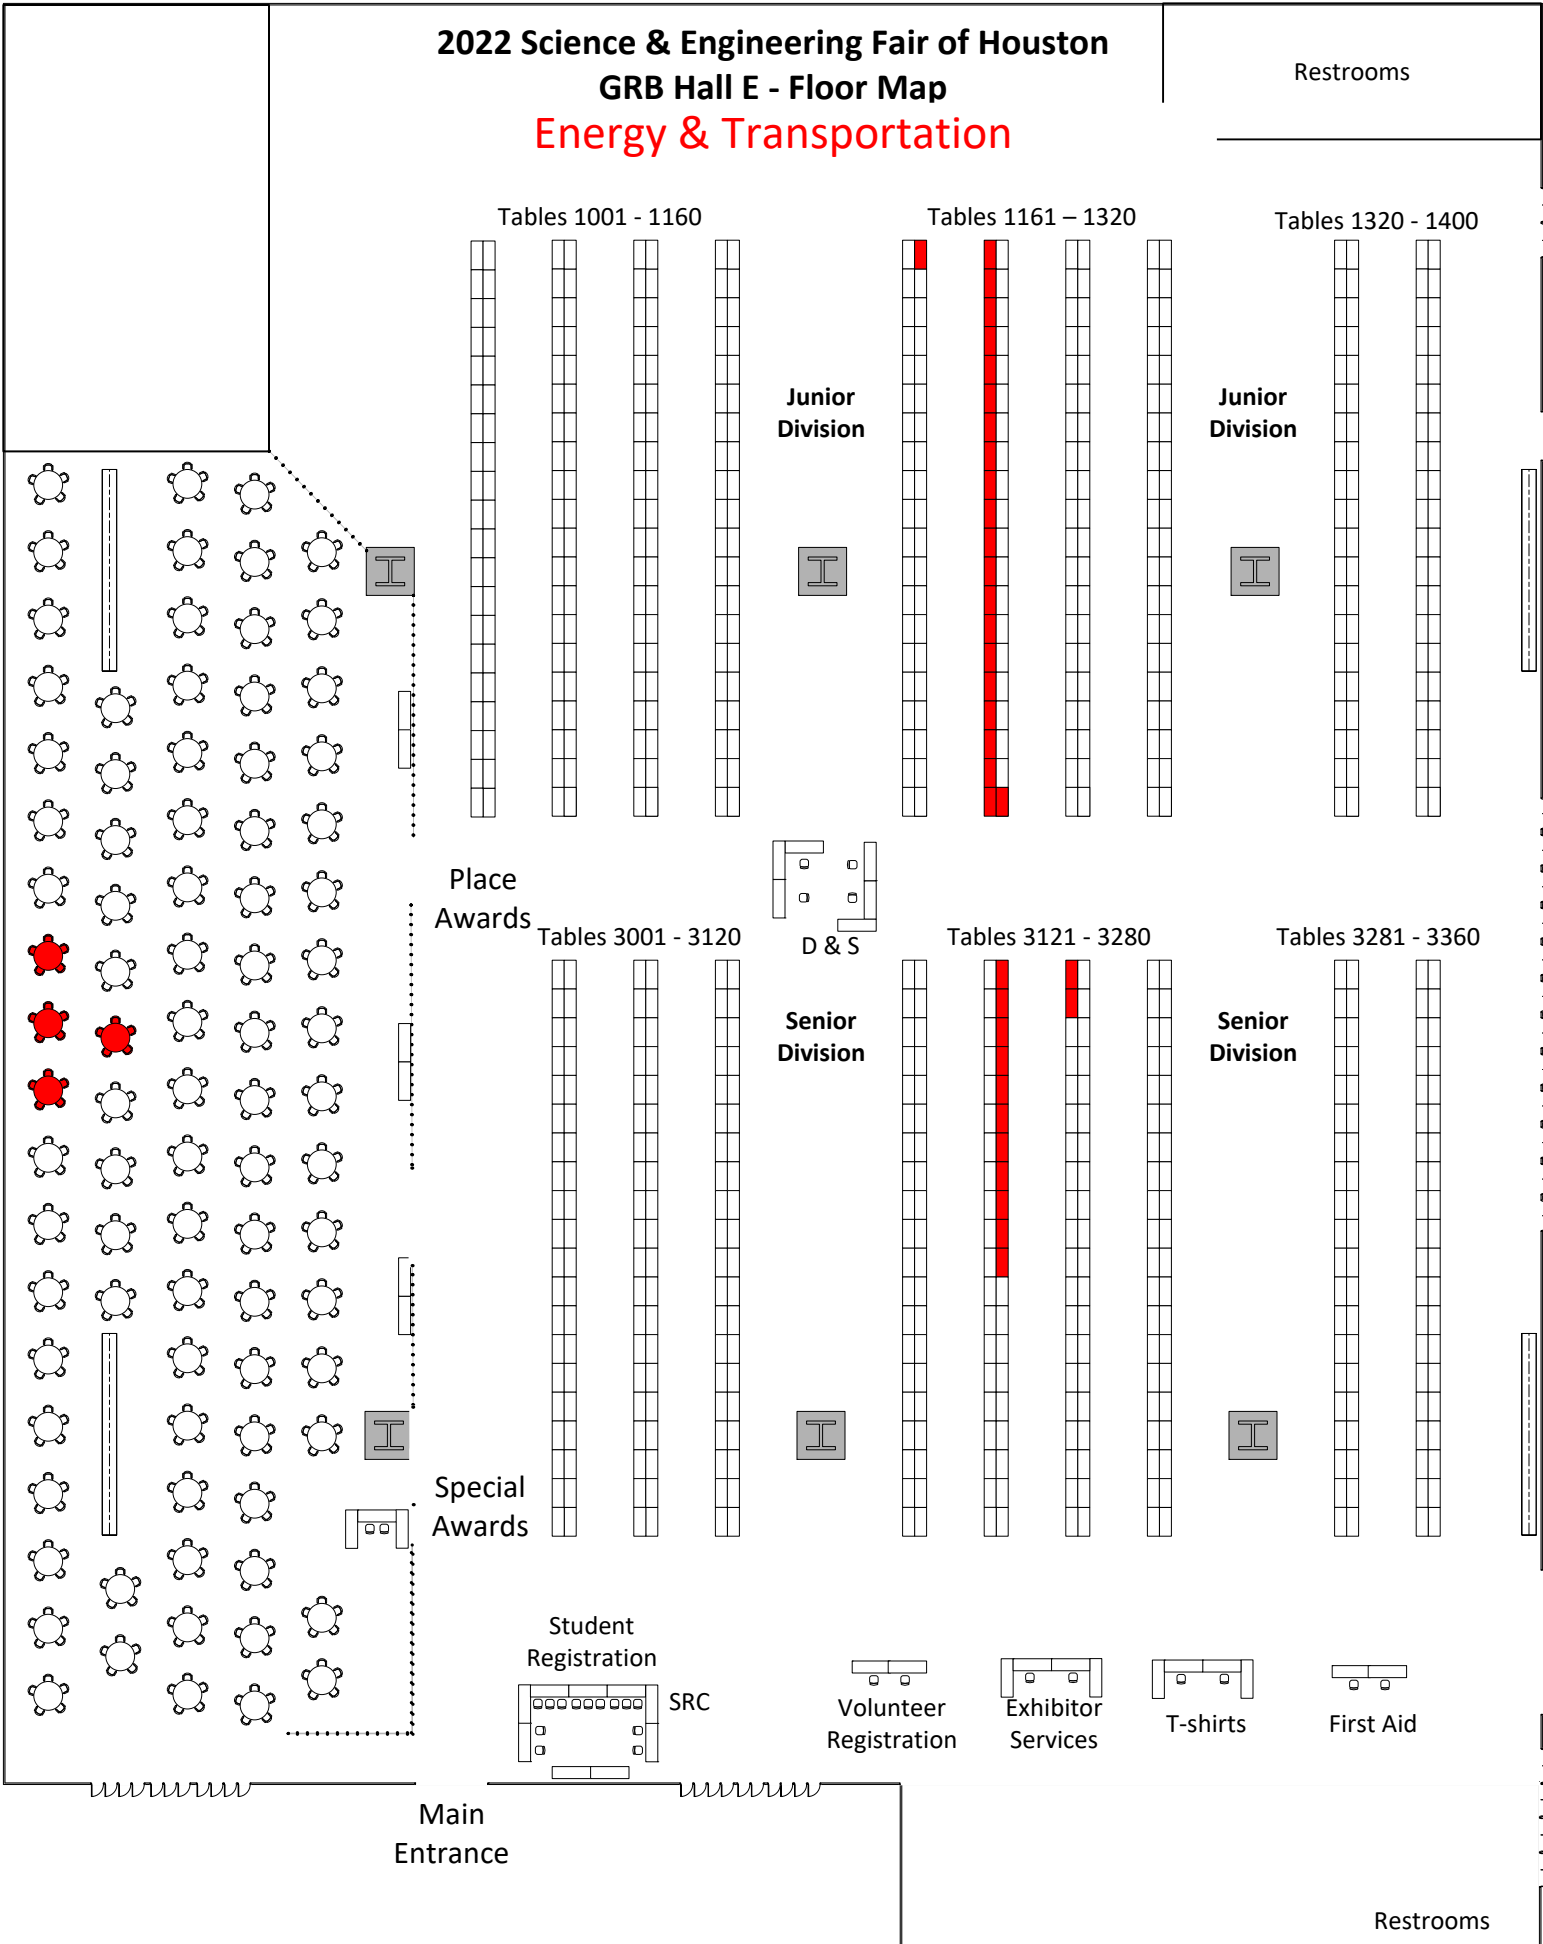 2022 Science & Engineering Fair of Houston
GRB Hall E - Floor Map
Energy & Transportation
Restrooms
Tables 1001 - 1160
Tables 1161 – 1320
Tables 1320 - 1400
Junior
Division
Junior
Division
Place
Awards
D & S
Tables 3001 - 3120
Tables 3121 - 3280
Tables 3281 - 3360
Senior
Division
Senior
Division
Special
Awards
Student
Registration
SRC
Volunteer
Registration
Exhibitor
Services
T-shirts
First Aid
Main
Entrance
Restrooms